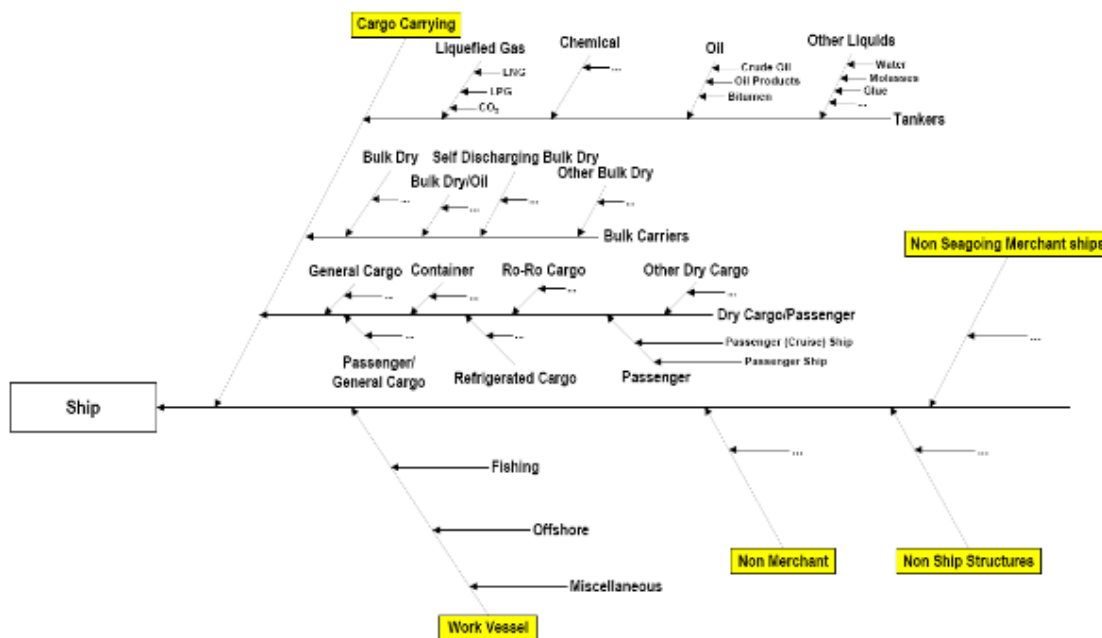 Cargo Carrying
Liquefied Gas
Chemical
Oil
Other Liquids
LNG
LPG
CO2
...
Crude Oil
Oil Products
Bitumen
Water
Molasses
Glue
...
Tankers
Bulk Dry
Self Discharging Bulk Dry
Bulk Dry/Oil
Other Bulk Dry
...
...
...
...
Bulk Carriers
Non Seagoing Merchant ships
General Cargo
Container
Ro-Ro Cargo
Other Dry Cargo
...
...
...
...
Dry Cargo/Passenger
...
...
Passenger (Cruise) Ship
Passenger Ship
Passenger/
General Cargo
Refrigerated Cargo
Passenger
...
Ship
...
...
Fishing
Offshore
Miscellaneous
Non Merchant
Non Ship Structures
Work Vessel